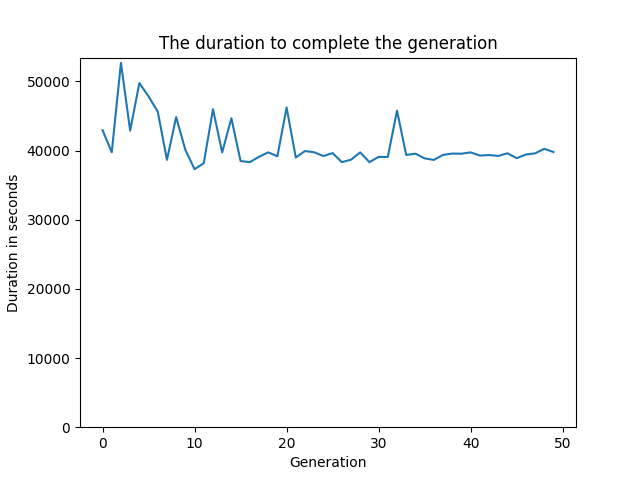 The duration to complete the generation
Duration in seconds
50000
40000
30000
20000
10000
0
0 10 20 30 40 50
Generation